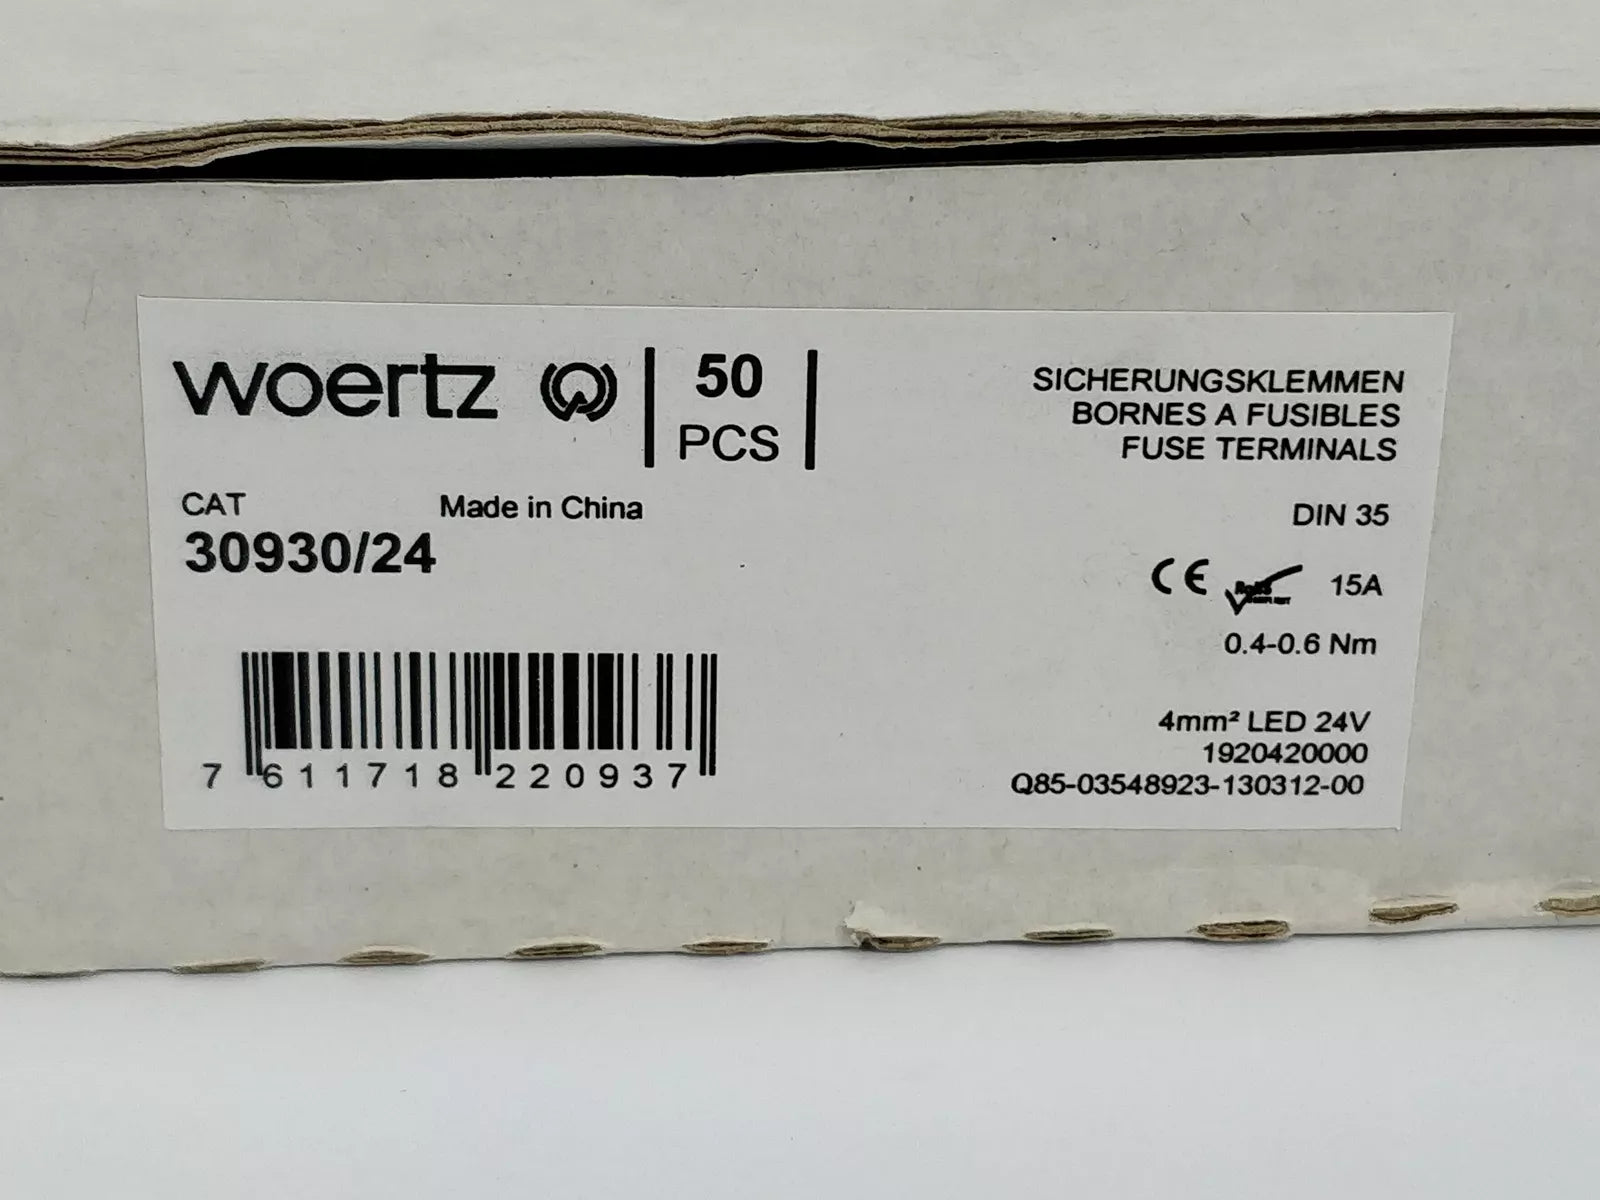 woertz
50
PCS
SICHERUNGSKLEMMEN
BORNES A FUSIBLES
FUSE TERMINALS
CAT
Made in China
30930/24
DIN 35
CE RoHS 15A
0.4-0.6 Nm
4mm² LED 24V
1920420000
Q85-03548923-130312-00
7 611718 220937